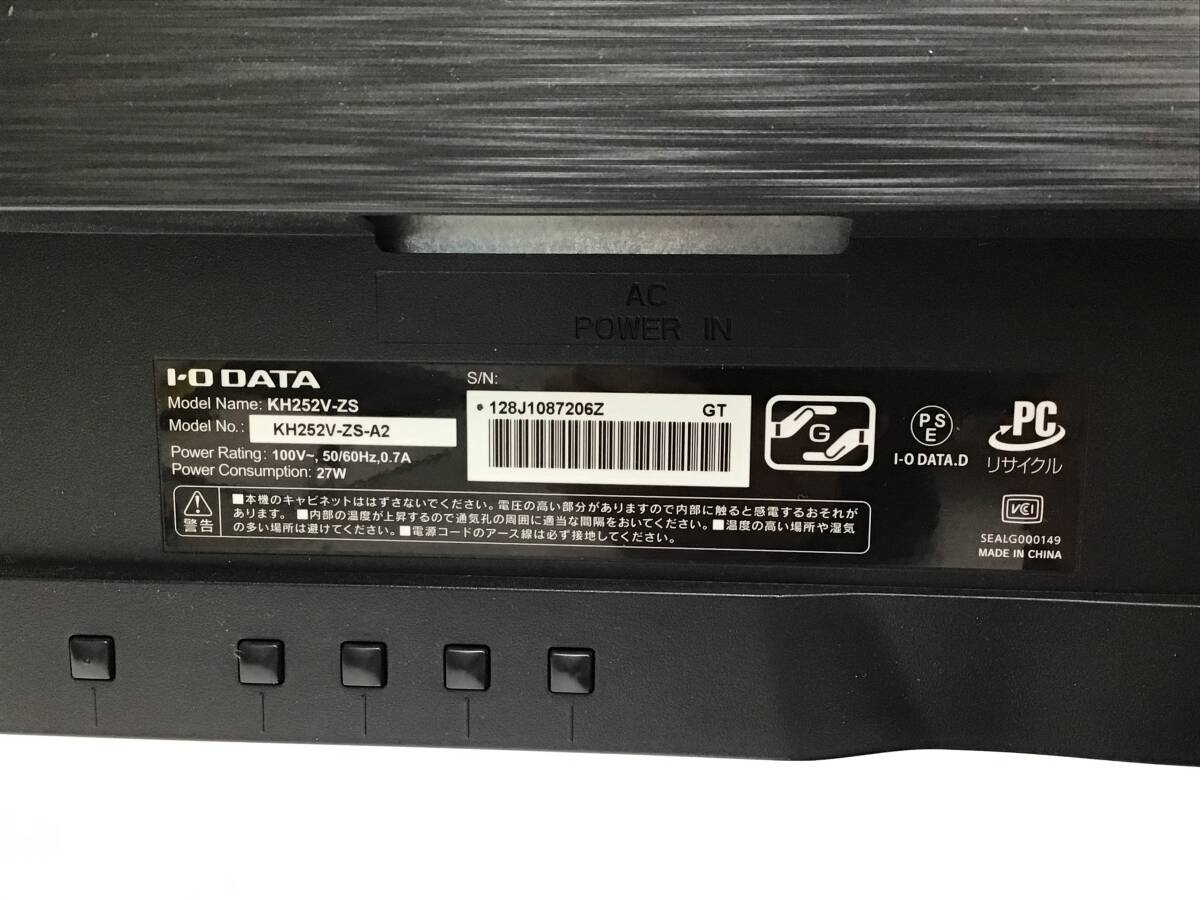 AC
POWER IN
I-O DATA
Model Name: KH252V-ZS
Model No.: KH252V-ZS-A2
Power Rating: 100V~, 50/60Hz,0.7A
Power Consumption: 27W
S/N:
128J1087206Z GT
G
PS
E
I-O DATA.D
PC
リサイクル
VCCI
SEALG000149
MADE IN CHINA
警告
■本機のキャビネットははずさないでください。電圧の高い部分がありますので内部に触ると感電するおそれが
あります。 ■内部の温度が上昇するので通気孔の周囲に適当な間隔をおいてください。■温度の高い場所や湿気
の多い場所は避けてください。■電源コードのアース線は必ず接地してください。